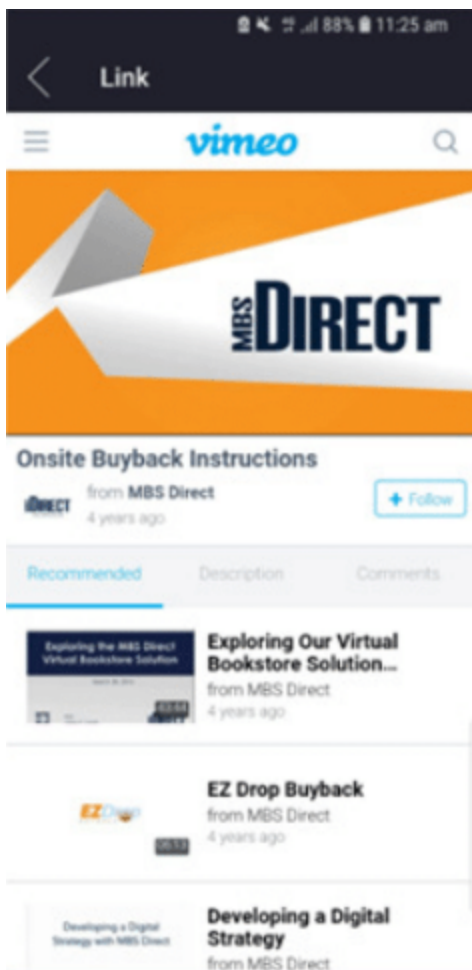 88% 11:25 am
Link
vimeo
MBS DIRECT
Onsite Buyback Instructions
from MBS Direct
4 years ago
+ Follow
Recommended Description Comments
Exploring the MBS Direct
Virtual Bookstore Solution
Exploring Our Virtual
Bookstore Solution...
from MBS Direct
4 years ago
EZ Drop Buyback
from MBS Direct
4 years ago
Developing a Digital
Strategy with MBS Direct
Developing a Digital
Strategy
from MBS Direct